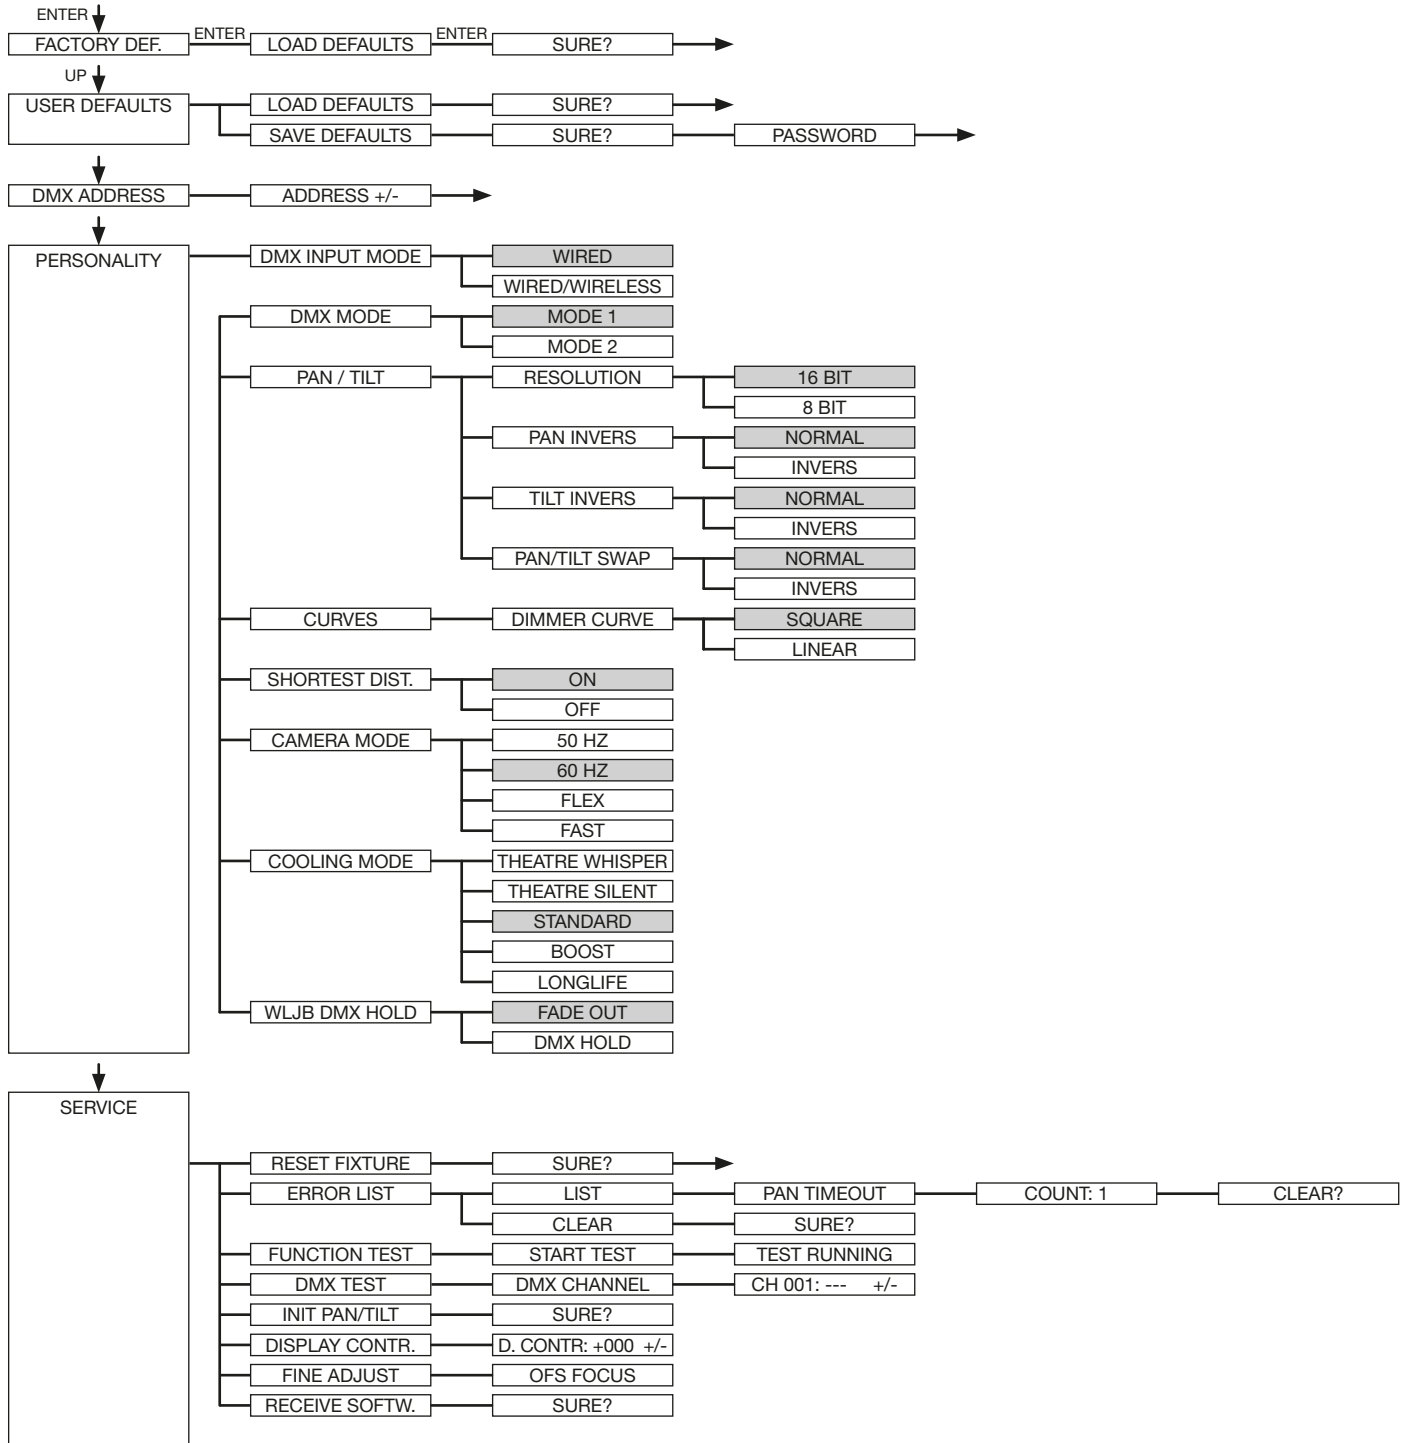 ENTER
FACTORY DEF. ENTER LOAD DEFAULTS ENTER SURE?
UP
USER DEFAULTS LOAD DEFAULTS SURE?
SAVE DEFAULTS SURE? PASSWORD
DMX ADDRESS ADDRESS +/-
PERSONALITY DMX INPUT MODE WIRED
WIRED/WIRELESS
DMX MODE MODE 1
MODE 2
PAN / TILT RESOLUTION 16 BIT
8 BIT
PAN INVERS NORMAL
INVERS
TILT INVERS NORMAL
INVERS
PAN/TILT SWAP NORMAL
INVERS
CURVES DIMMER CURVE SQUARE
LINEAR
SHORTEST DIST. ON
OFF
CAMERA MODE 50 HZ
60 HZ
FLEX
FAST
COOLING MODE THEATRE WHISPER
THEATRE SILENT
STANDARD
BOOST
LONGLIFE
WLJB DMX HOLD FADE OUT
DMX HOLD
SERVICE
RESET FIXTURE SURE?
ERROR LIST LIST PAN TIMEOUT COUNT: 1 CLEAR?
CLEAR SURE?
FUNCTION TEST START TEST TEST RUNNING
DMX TEST DMX CHANNEL CH 001: --- +/-
INIT PAN/TILT SURE?
DISPLAY CONTR. D. CONTR: +000 +/-
FINE ADJUST OFS FOCUS
RECEIVE SOFTW. SURE?